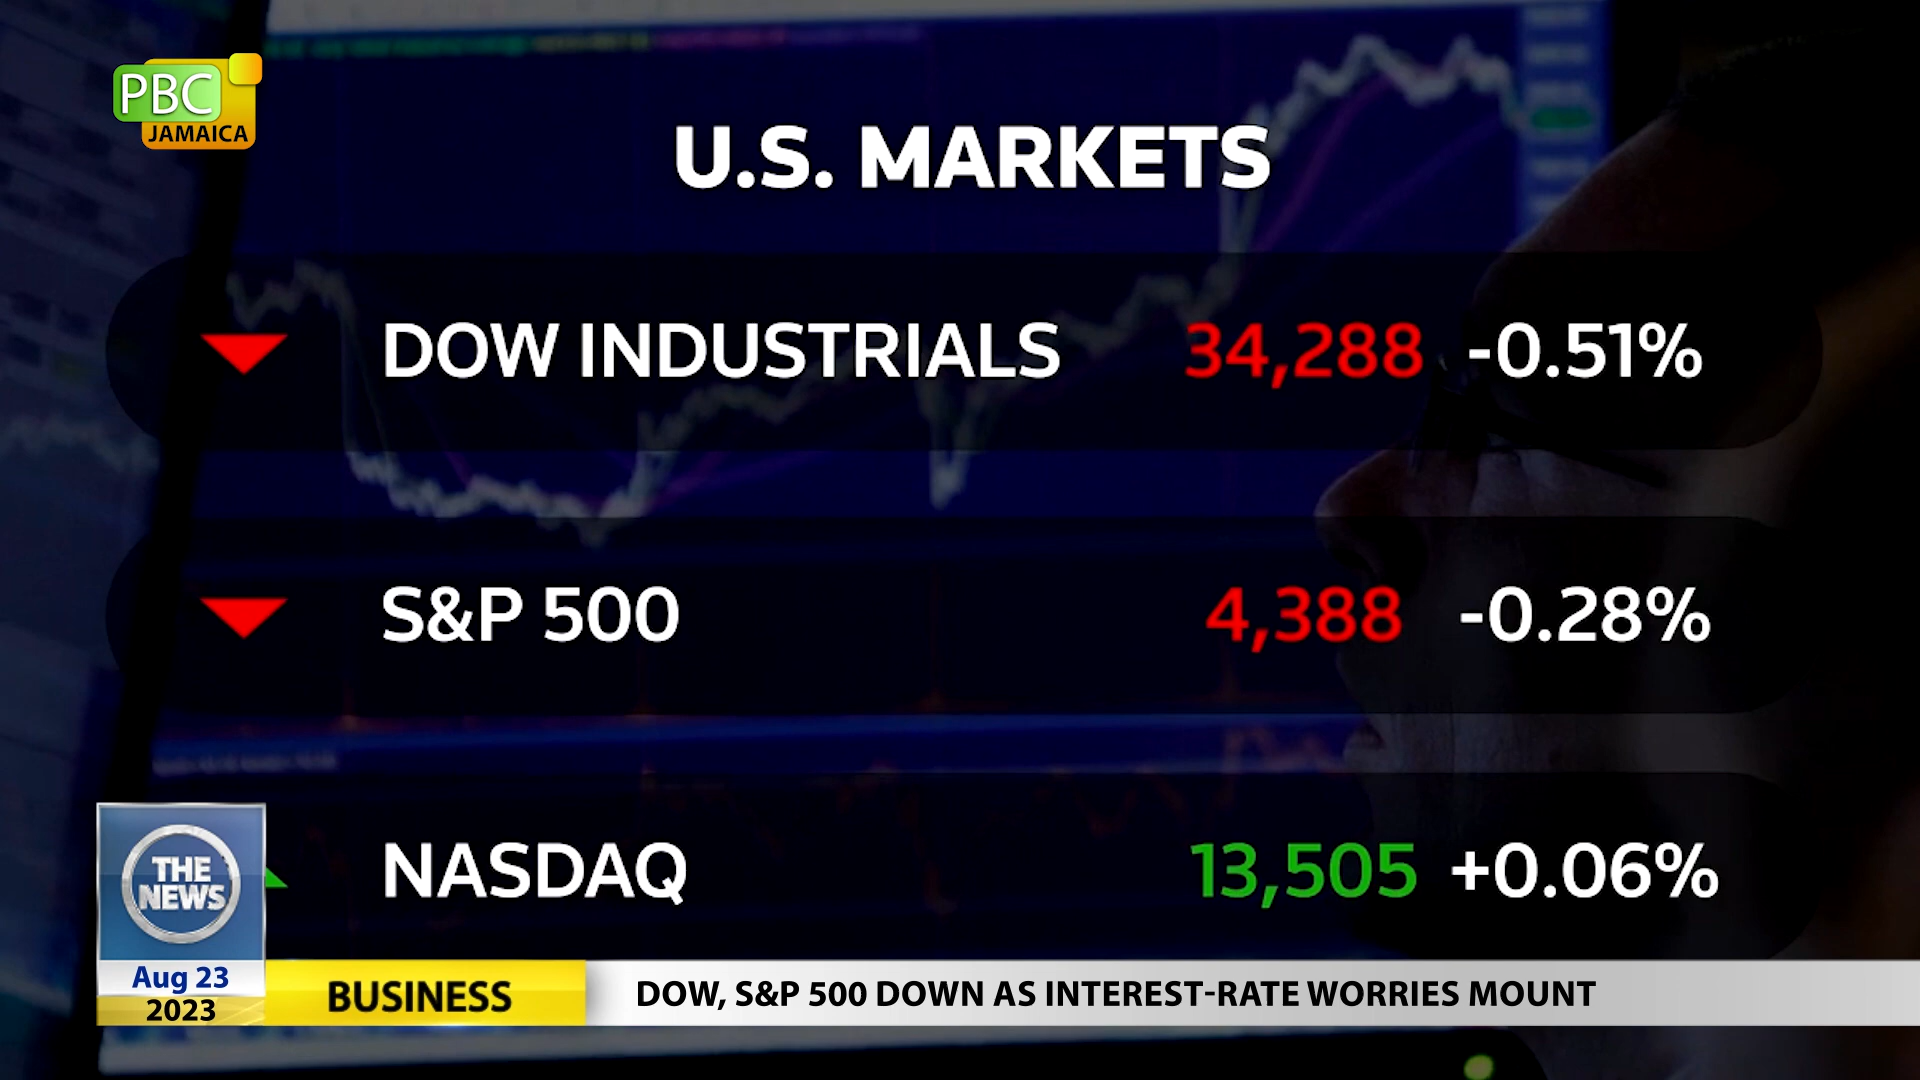 PBC
JAMAICA
U.S. MARKETS
DOW INDUSTRIALS 34,288 -0.51%
S&P 500 4,388 -0.28%
NASDAQ 13,505 +0.06%
THE
NEWS
Aug 23
2023
BUSINESS
DOW, S&P 500 DOWN AS INTEREST-RATE WORRIES MOUNT